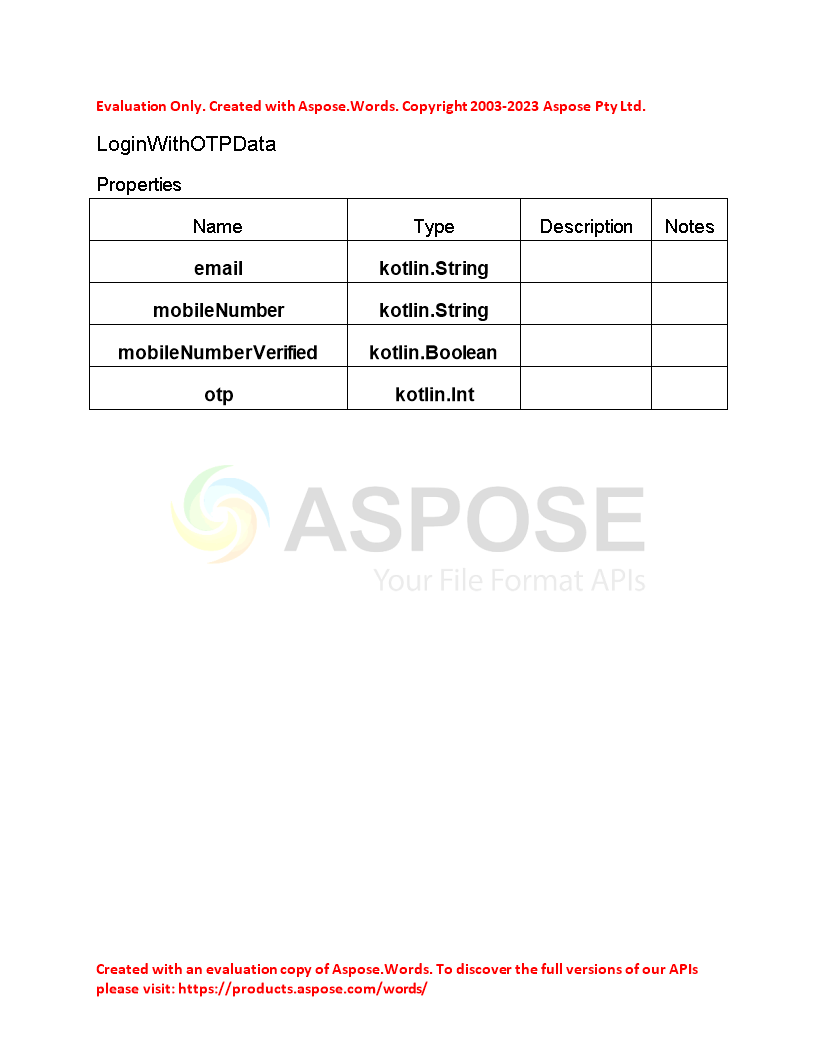 Evaluation Only. Created with Aspose.Words. Copyright 2003-2023 Aspose Pty Ltd.
LoginWithOTPData
Properties
Name Type Description Notes
email kotlin.String
mobileNumber kotlin.String
mobileNumberVerified kotlin.Boolean
otp kotlin.Int
ASPOSE
Your File Format APIs
Created with an evaluation copy of Aspose.Words. To discover the full versions of our APIs
please visit: https://products.aspose.com/words/